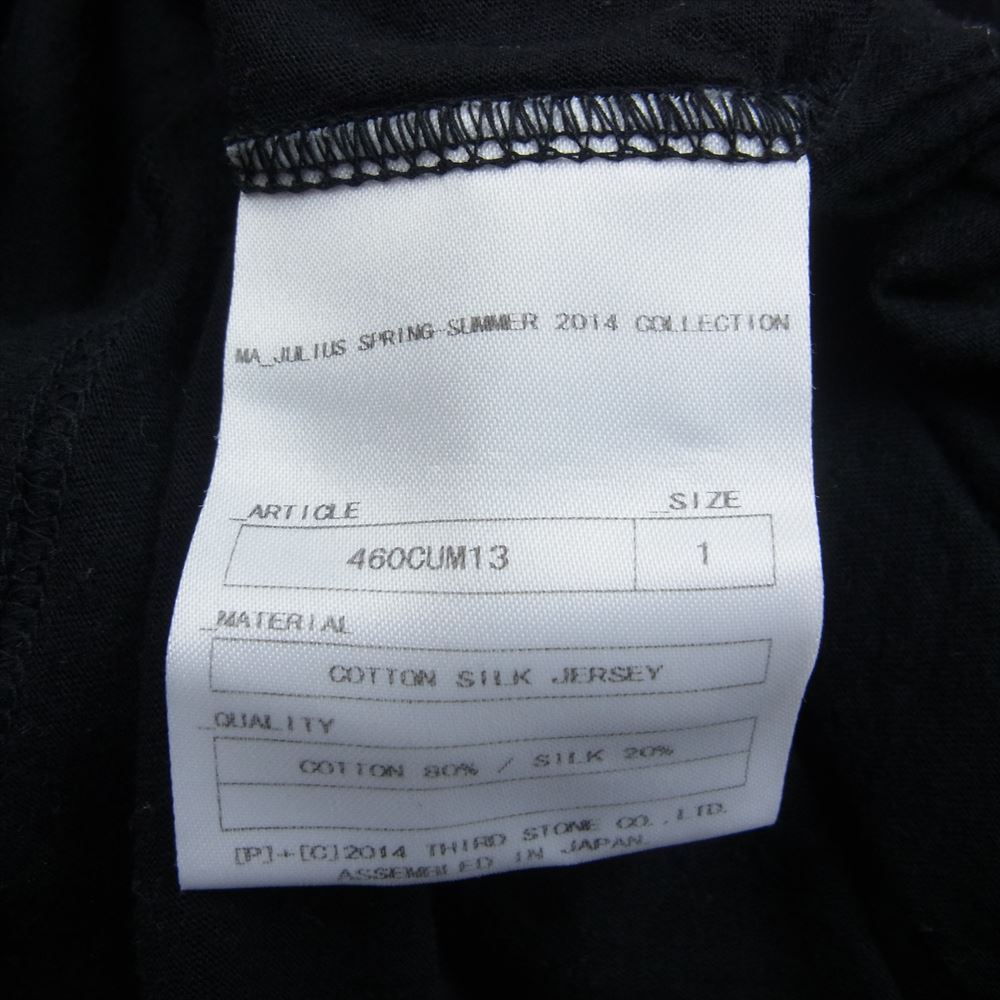 MA_JULIUS SPRING-SUMMER 2014 COLLECTION
_ARTICLE _SIZE
460CUM13 1
_MATERIAL
COTTON SILK JERSEY
_QUALITY
COTTON 80% / SILK 20%
[P]+[C]2014 THIRD STONE CO.,LTD.
ASSEMBLED IN JAPAN.